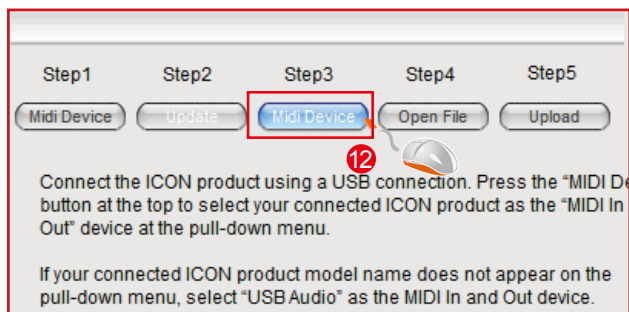 Step1 Step2 Step3 Step4 Step5
Midi Device Update Midi Device Open File Upload
12
Connect the ICON product using a USB connection. Press the “MIDI De
button at the top to select your connected ICON product as the “MIDI In
Out” device at the pull-down menu.
If your connected ICON product model name does not appear on the
pull-down menu, select “USB Audio” as the MIDI In and Out device.